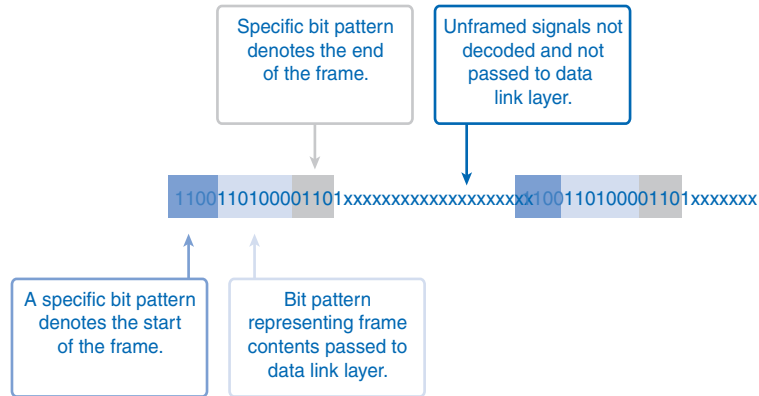 Specific bit pattern
denotes the end
of the frame.
Unframed signals not
decoded and not
passed to data
link layer.
1100110100001101xxxxxxxxxxxxxxxxxxxx1100110100001101xxxxxxx
A specific bit pattern
denotes the start
of the frame.
Bit pattern
representing frame
contents passed to
data link layer.